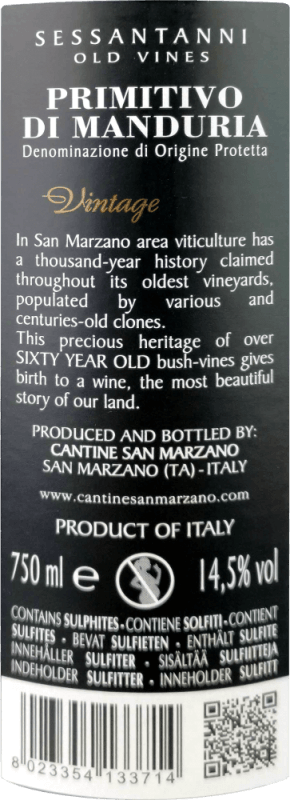 SESSANTANNI
OLD VINES
PRIMITIVO
DI MANDURIA
Denominazione di Origine Protetta
Vintage
In San Marzano area viticulture has
a thousand-year history claimed
throughout its oldest vineyards,
populated by various and
centuries-old clones.
This precious heritage of over
SIXTY YEAR OLD bush-vines gives
birth to a wine, the most beautiful
story of our land.
PRODUCED AND BOTTLED BY:
CANTINE SAN MARZANO
SAN MARZANO (TA) - ITALY
www.cantinesanmarzano.com
PRODUCT OF ITALY
750 ml e 14,5% vol
CONTAINS SULPHITES - CONTIENE SOLFITI - CONTIENT
SULFITES • BEVAT SULFIETEN • ENTHÄLT SULFITE
INNEHÅLLER SULFITER • SISÄLTÄÄ SULFIITTEJA
INDEHOLDER SULFITTER • INNEHOLDER SULFITT
8 023354 133714